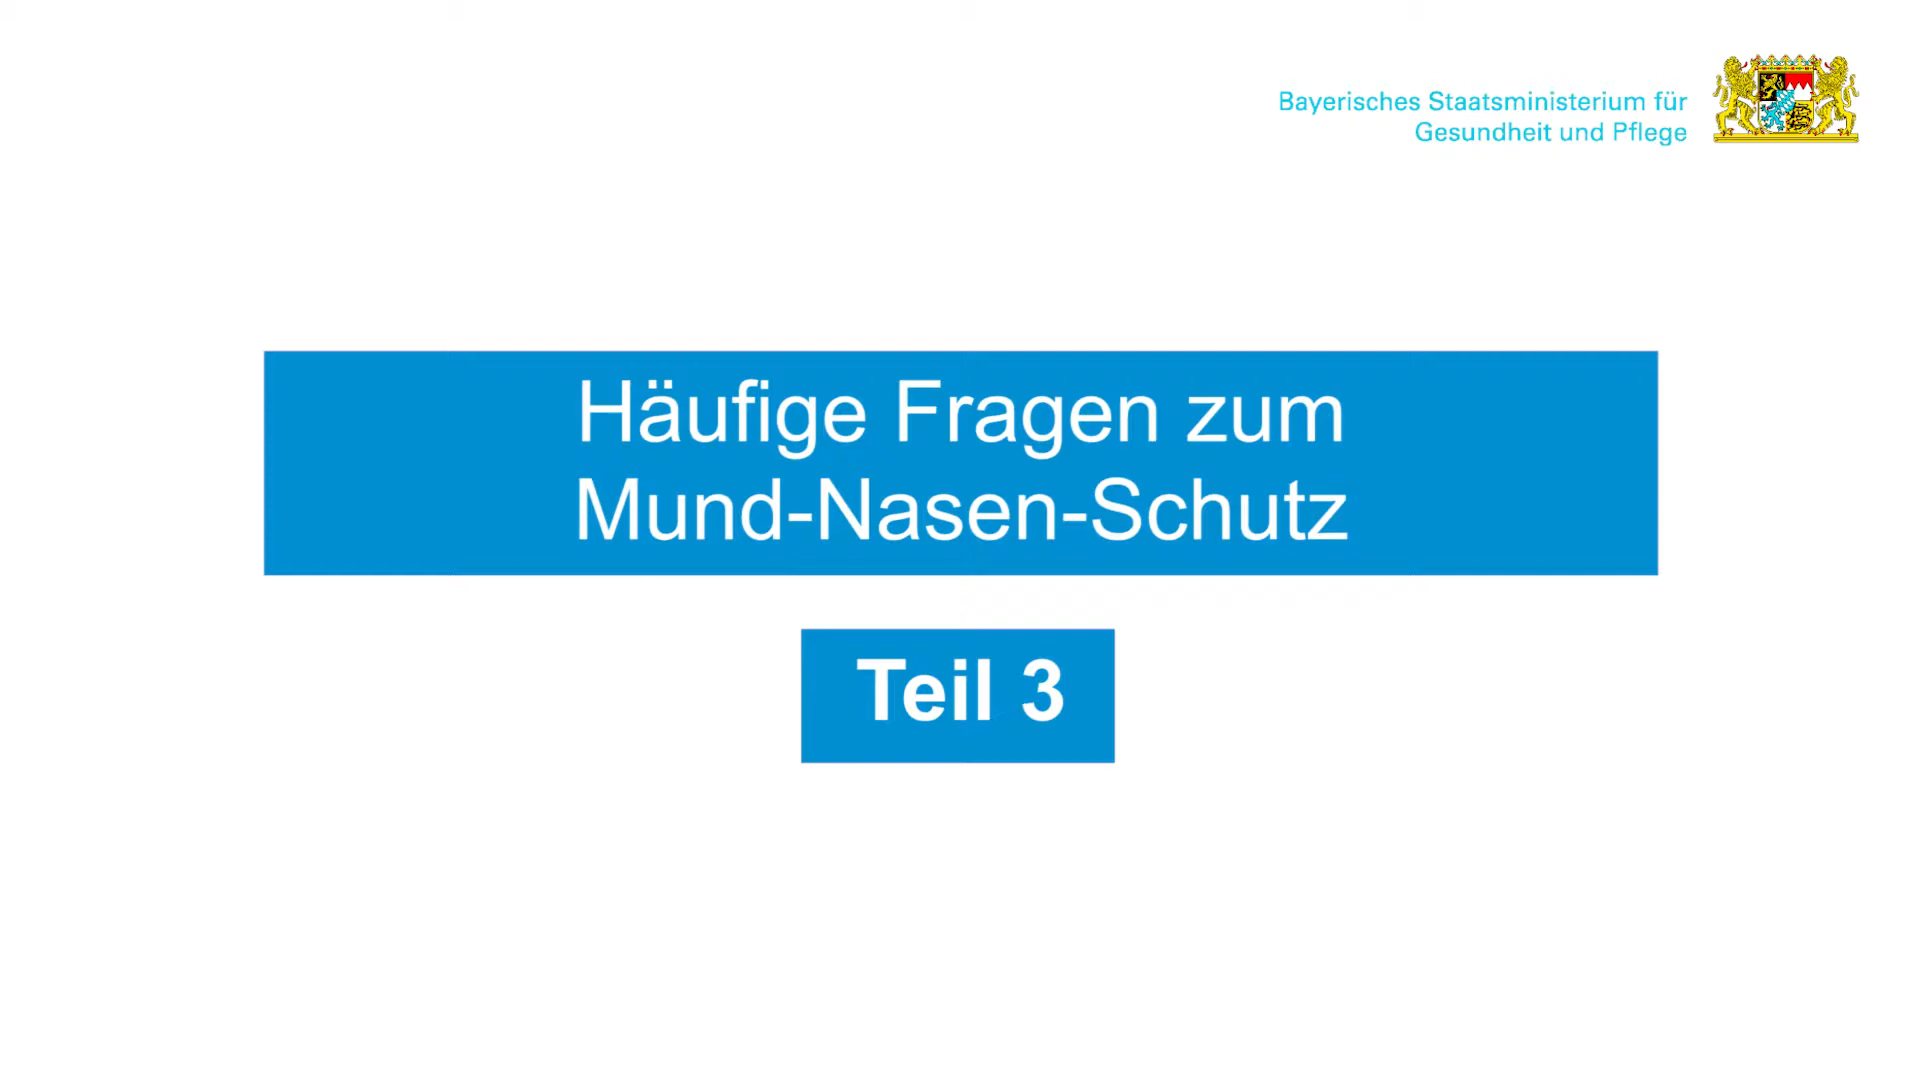 Bayerisches Staatsministerium für
Gesundheit und Pflege
Häufige Fragen zum
Mund-Nasen-Schutz
Teil 3